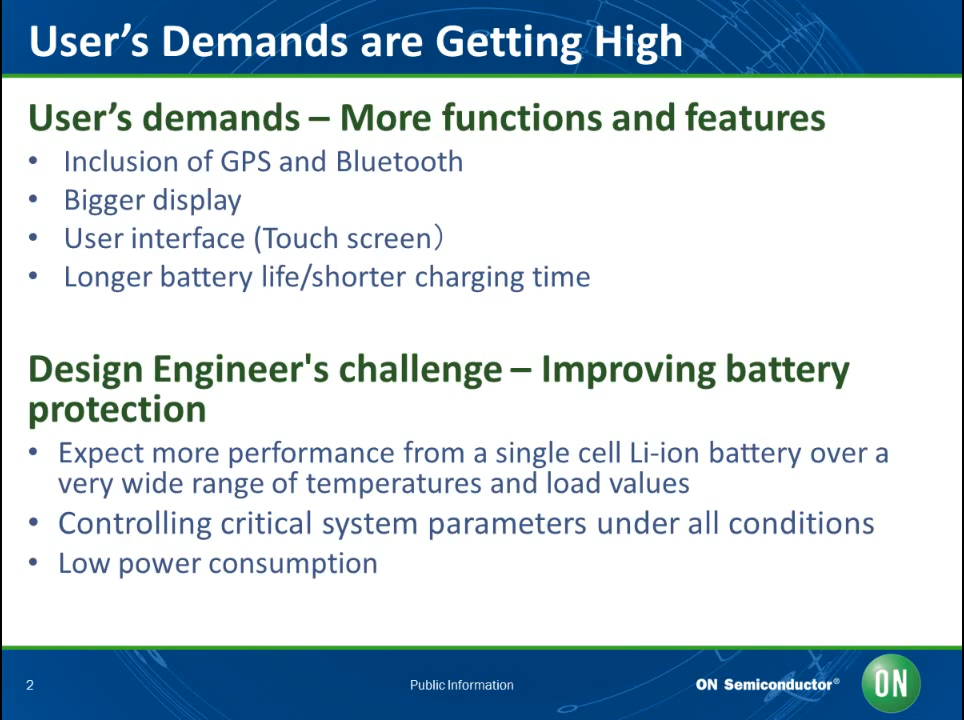 User’s Demands are Getting High
User’s demands – More functions and features
• Inclusion of GPS and Bluetooth
• Bigger display
• User interface (Touch screen）
• Longer battery life/shorter charging time
Design Engineer's challenge – Improving battery
protection
• Expect more performance from a single cell Li-ion battery over a
very wide range of temperatures and load values
• Controlling critical system parameters under all conditions
• Low power consumption
2
Public Information
ON Semiconductor®
ON